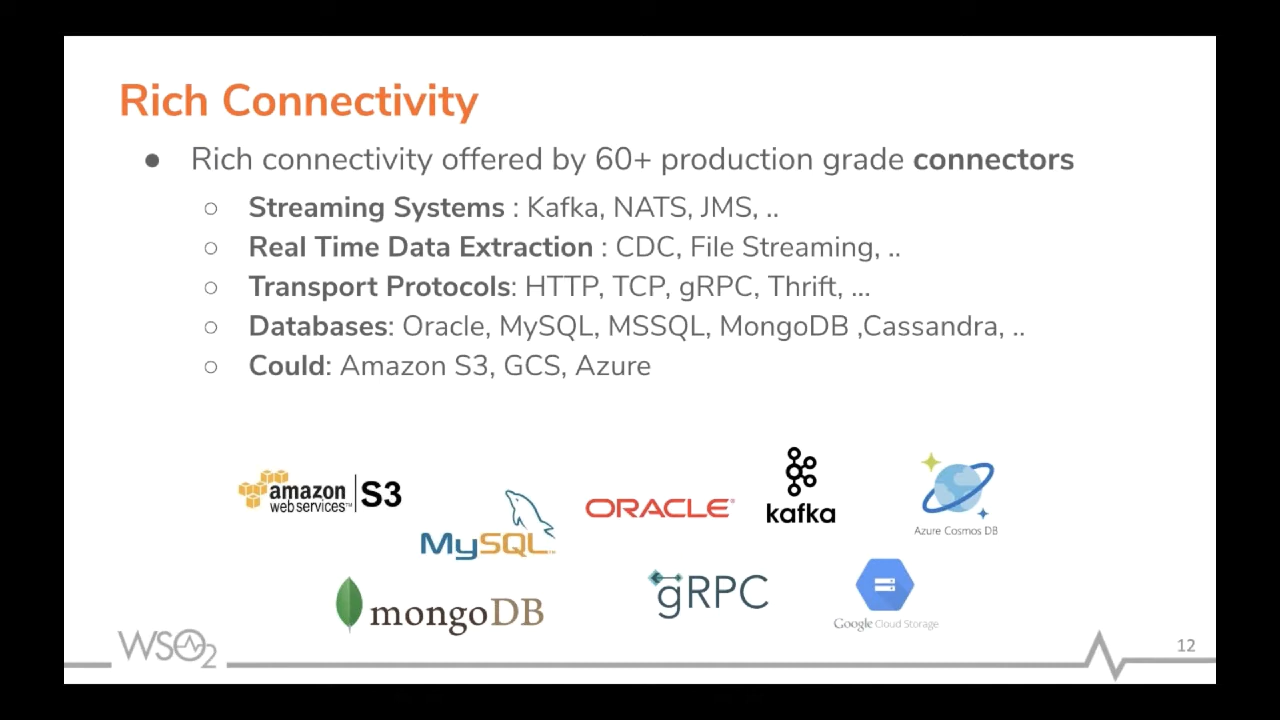 Rich Connectivity
● Rich connectivity offered by 60+ production grade connectors
○ Streaming Systems : Kafka, NATS, JMS, ..
○ Real Time Data Extraction : CDC, File Streaming, ..
○ Transport Protocols: HTTP, TCP, gRPC, Thrift, ...
○ Databases: Oracle, MySQL, MSSQL, MongoDB ,Cassandra, ..
○ Could: Amazon S3, GCS, Azure
amazon web services™ | S3
MySQL™
ORACLE®
kafka
Azure Cosmos DB
mongoDB
gRPC
Google Cloud Storage
WSO2
12